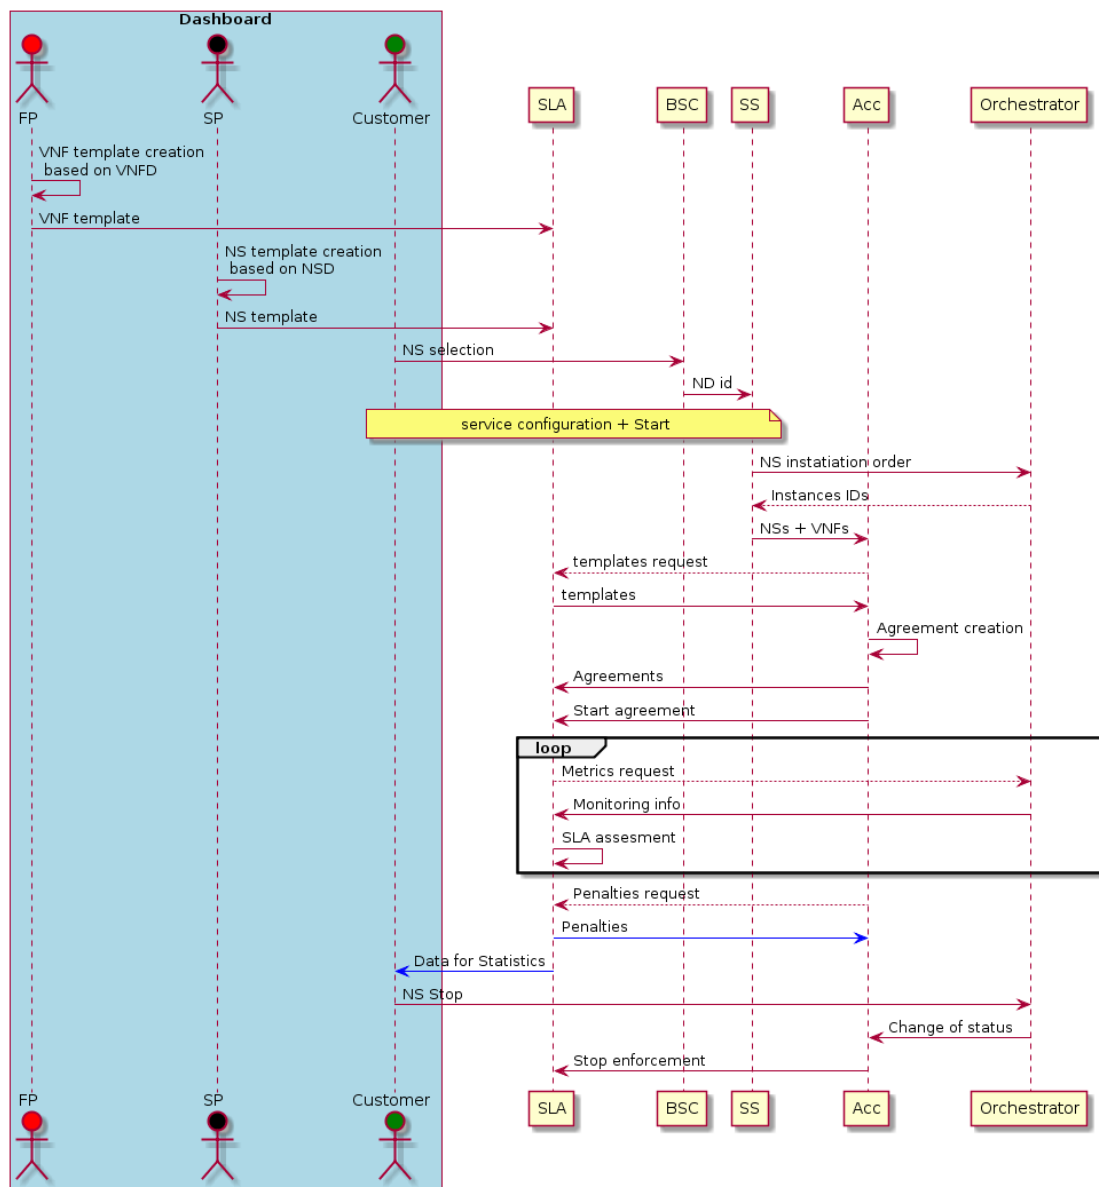 Dashboard
FP
SP
Customer
SLA
BSC
SS
Acc
Orchestrator
VNF template creation
based on VNFD
VNF template
NS template creation
based on NSD
NS template
NS selection
ND id
service configuration + Start
NS instatiation order
Instances IDs
NSs + VNFs
templates request
templates
Agreement creation
Agreements
Start agreement
loop
Metrics request
Monitoring info
SLA assesment
Penalties request
Penalties
Data for Statistics
NS Stop
Change of status
Stop enforcement
FP
SP
Customer
SLA
BSC
SS
Acc
Orchestrator